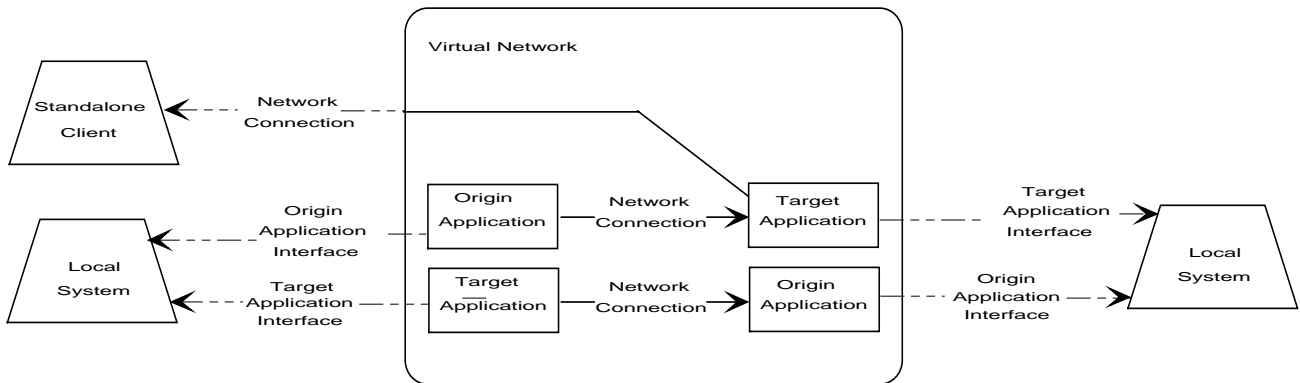 Virtual Network
Standalone
Client
Network
Connection
Origin
Application
Interface
Origin
Application
Network
Connection
Target
Application
Target
Application
Interface
Local
System
Target
Application
Interface
Target
Application
Network
Connection
Origin
Application
Origin
Application
Interface
Local
System